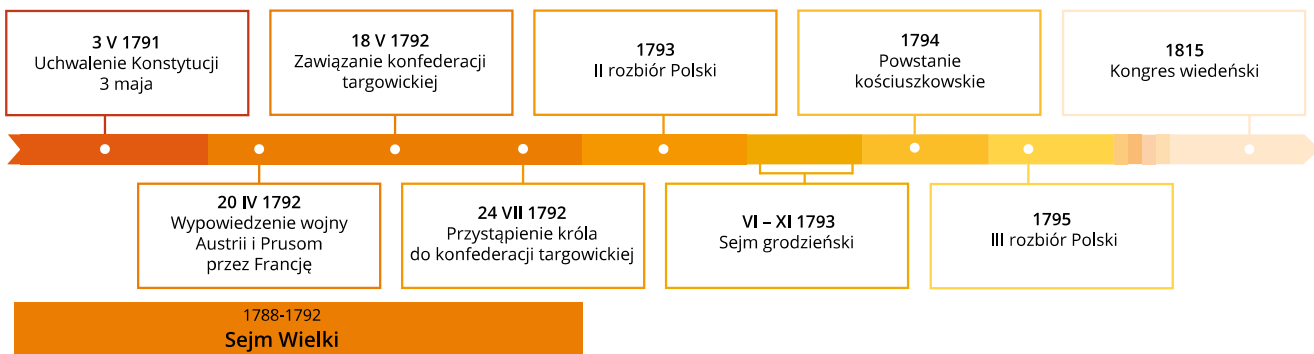 3 V 1791
Uchwalenie Konstytucji
3 maja
18 V 1792
Zawiązanie konfederacji
targowickiej
1793
II rozbiór Polski
1794
Powstanie
kościuszkowskie
1815
Kongres wiedeński
20 IV 1792
Wypowiedzenie wojny
Austrii i Prusom
przez Francję
24 VII 1792
Przystąpienie króla
do konfederacji targowickiej
VI – XI 1793
Sejm grodzieński
1795
III rozbiór Polski
1788-1792
Sejm Wielki